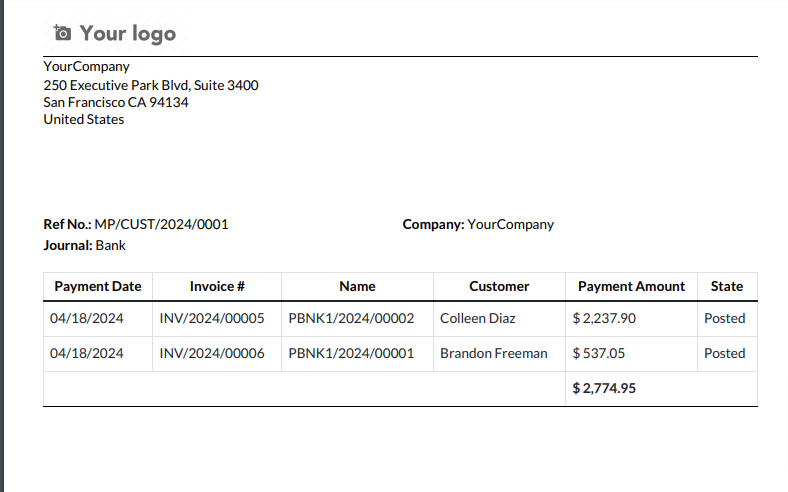 Your logo
YourCompany
250 Executive Park Blvd, Suite 3400
San Francisco CA 94134
United States
Ref No.: MP/CUST/2024/0001 Company: YourCompany
Journal: Bank
Payment Date Invoice # Name Customer Payment Amount State
04/18/2024 INV/2024/00005 PBNK1/2024/00002 Colleen Diaz $ 2,237.90 Posted
04/18/2024 INV/2024/00006 PBNK1/2024/00001 Brandon Freeman $ 537.05 Posted
$ 2,774.95